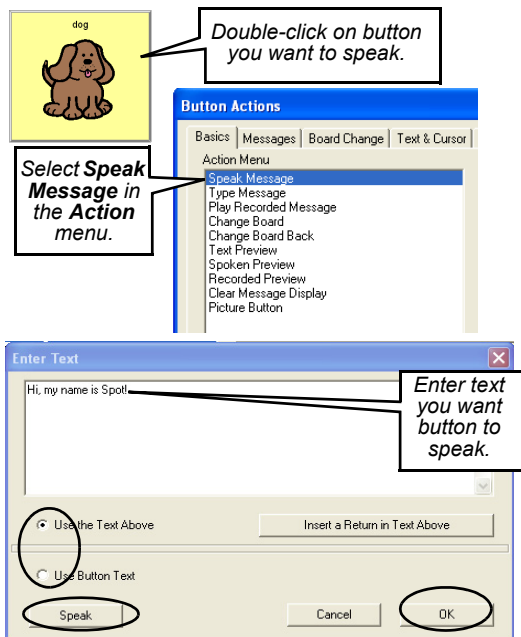 dog
Double-click on button
you want to speak.
Button Actions
Basics Messages Board Change Text & Cursor
Action Menu
Select Speak
Message in
the Action
menu.
Speak Message
Type Message
Play Recorded Message
Change Board
Change Board Back
Text Preview
Spoken Preview
Recorded Preview
Clear Message Display
Picture Button
Enter Text
Hi, my name is Spot!
Enter text
you want
button to
speak.
Use the Text Above
Insert a Return in Text Above
Use Button Text
Speak
Cancel
OK